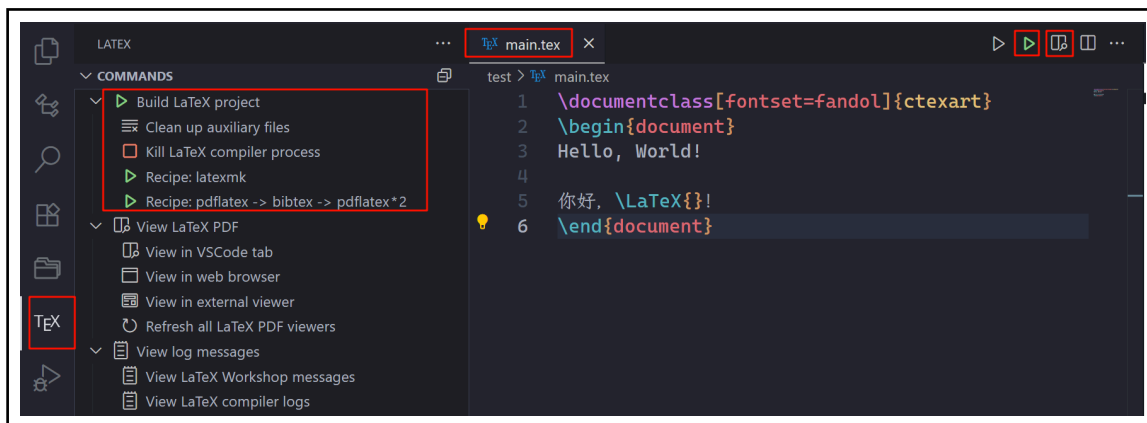 LATEX
COMMANDS
Build LaTeX project
Clean up auxiliary files
Kill LaTeX compiler process
Recipe: latexmk
Recipe: pdflatex -> bibtex -> pdflatex*2
View LaTeX PDF
View in VSCode tab
View in web browser
View in external viewer
Refresh all LaTeX PDF viewers
View log messages
View LaTeX Workshop messages
View LaTeX compiler logs
TEX
TEX main.tex
test > TEX main.tex
1 \documentclass[fontset=fandol]{ctexart}
2 \begin{document}
3 Hello, World!
4
5 你好, \LaTeX{}!
6 \end{document}